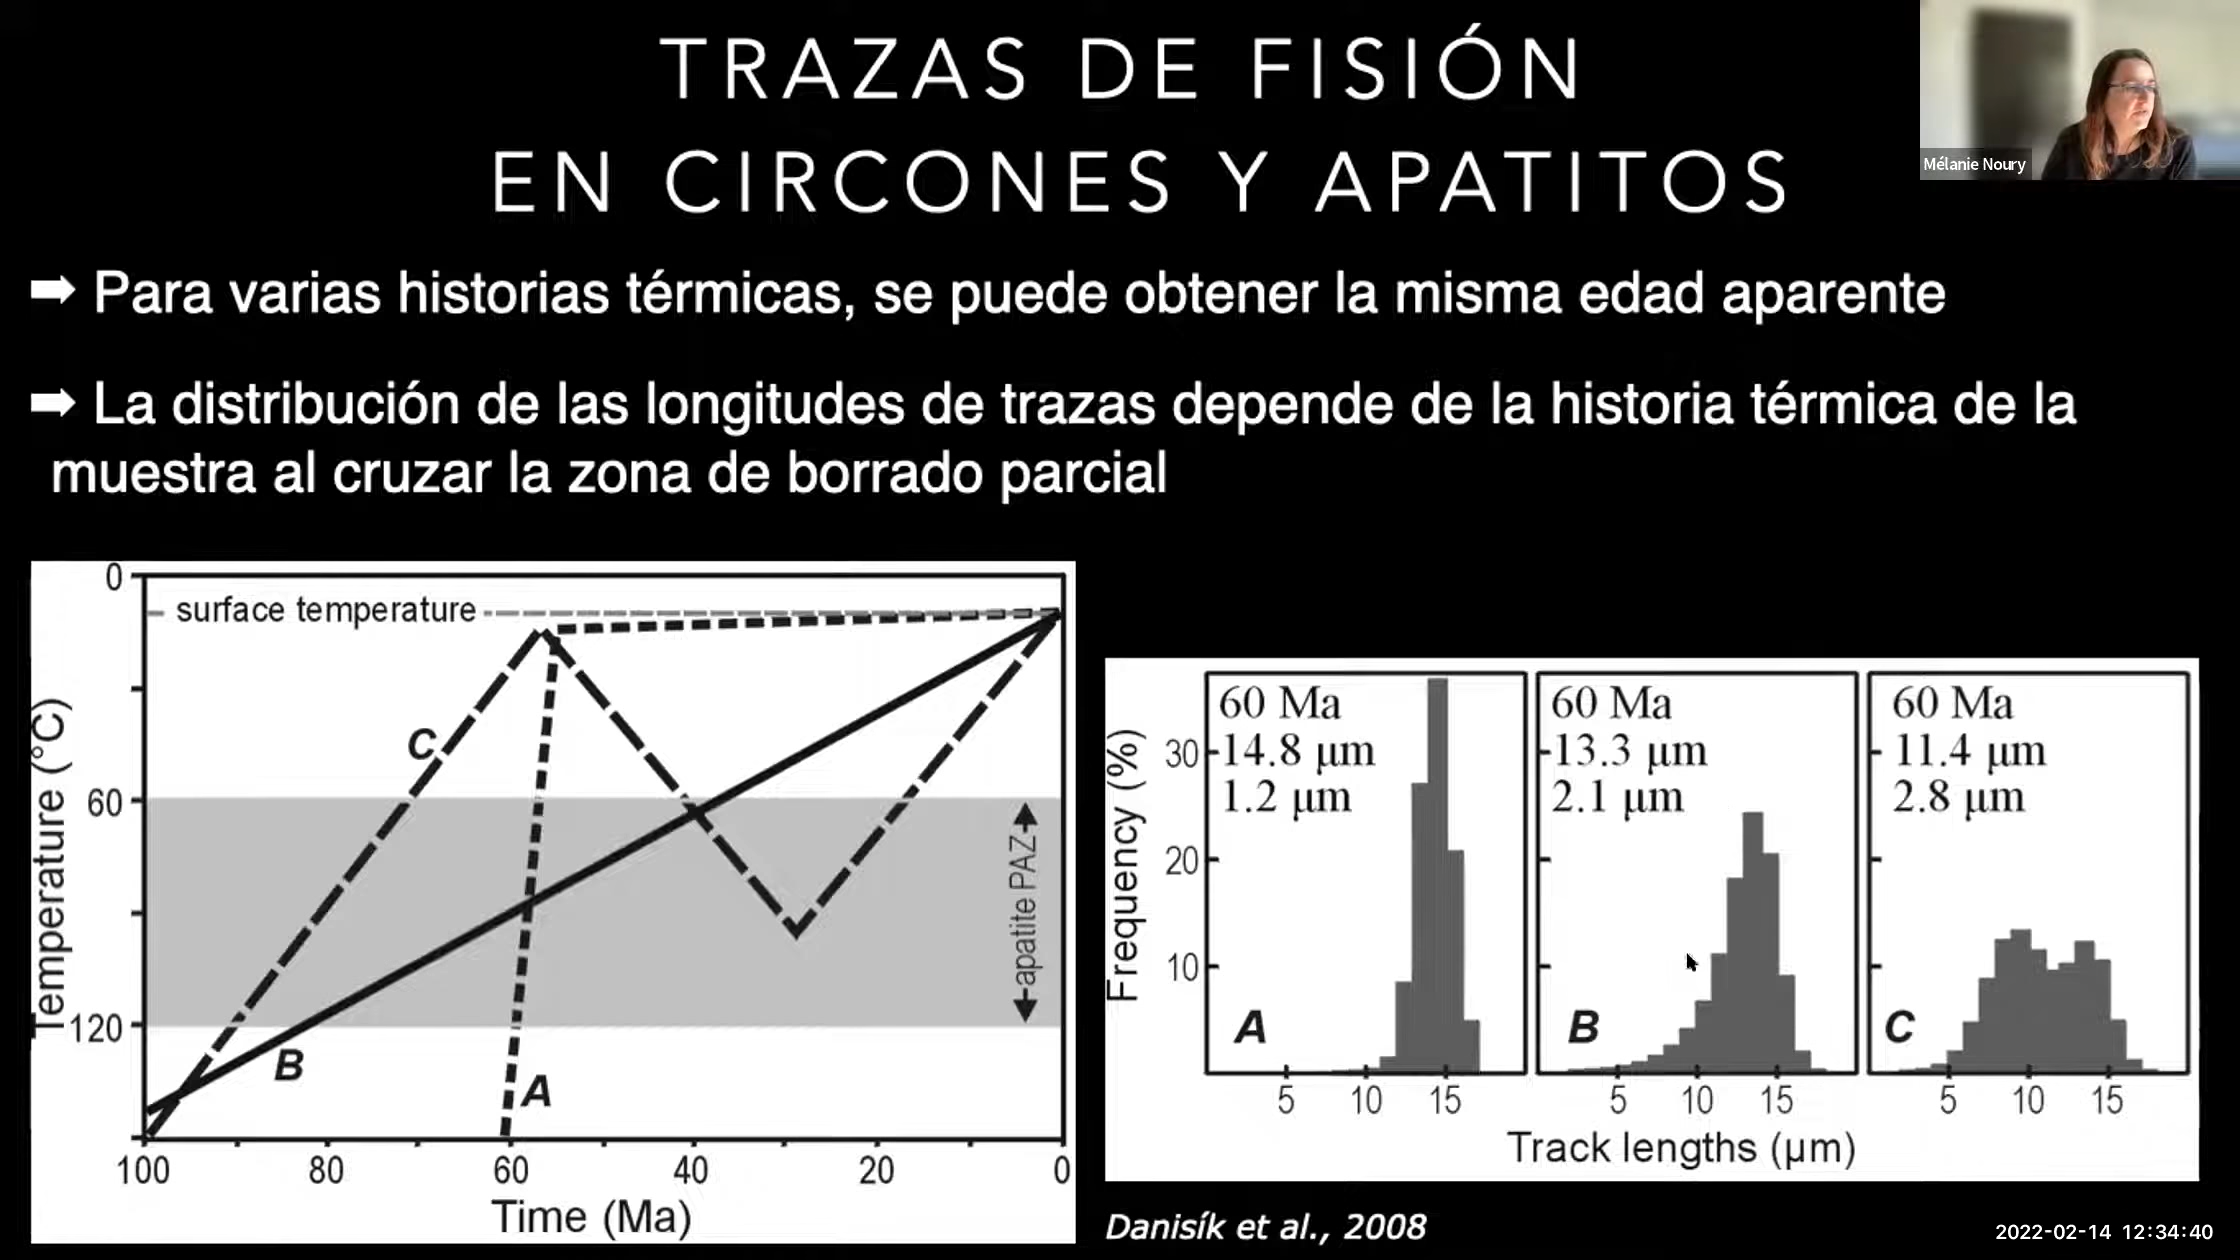 TRAZAS DE FISIÓN
EN CIRCONES Y APATITOS
Mélanie Noury
➡ Para varias historias térmicas, se puede obtener la misma edad aparente
➡ La distribución de las longitudes de trazas depende de la historia térmica de la
muestra al cruzar la zona de borrado parcial
0
surface temperature
C
60
apatite PAZ
120
B
A
Temperature (°C)
100 80 60 40 20 0
Time (Ma)
60 Ma
14.8 µm
1.2 µm
60 Ma
13.3 µm
2.1 µm
60 Ma
11.4 µm
2.8 µm
30
20
10
Frequency (%)
A
B
C
5 10 15 5 10 15 5 10 15
Track lengths (µm)
Danisík et al., 2008
2022-02-14 12:34:40